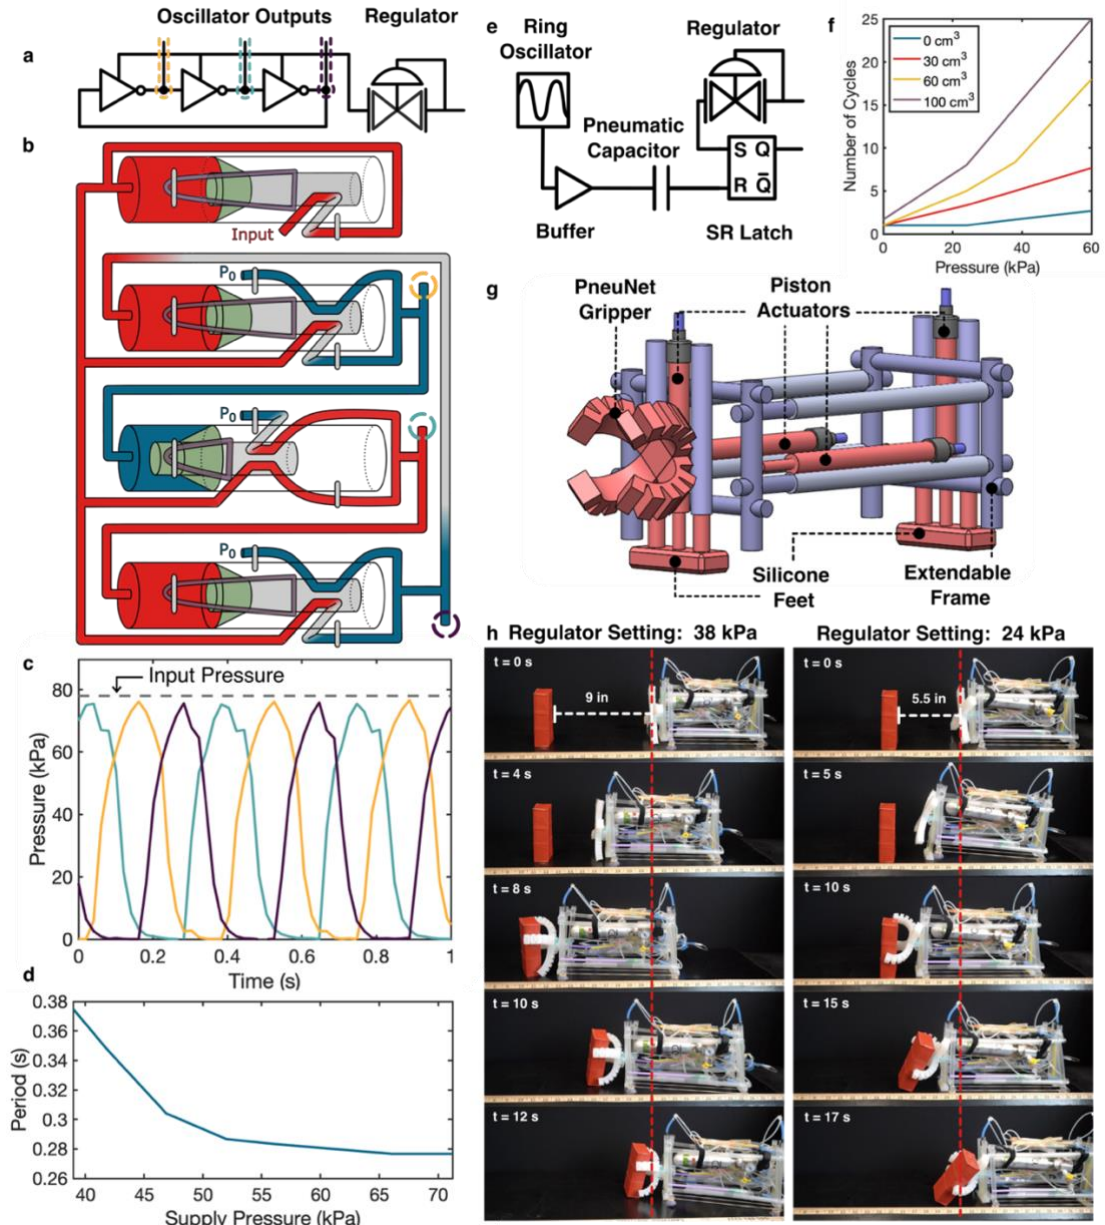 a
Oscillator Outputs
Regulator
b
Input
P₀
P₀
P₀
c
Input Pressure
80
60
40
20
0
Pressure (kPa)
0
0.2
0.4
0.6
0.8
1
Time (s)
d
0.38
0.36
0.34
0.32
0.3
0.28
0.26
Period (s)
40
45
50
55
60
65
70
Supply Pressure (kPa)
e
Ring
Oscillator
Regulator
Pneumatic
Capacitor
S Q
R Q̅
Buffer
SR Latch
f
25
20
15
10
5
0
Number of Cycles
0 cm³
30 cm³
60 cm³
100 cm³
0
20
40
60
Pressure (kPa)
g
PneuNet
Gripper
Piston
Actuators
Silicone
Feet
Extendable
Frame
h
Regulator Setting: 38 kPa
t = 0 s
9 in
t = 4 s
t = 8 s
t = 10 s
t = 12 s
Regulator Setting: 24 kPa
t = 0 s
5.5 in
t = 5 s
t = 10 s
t = 15 s
t = 17 s